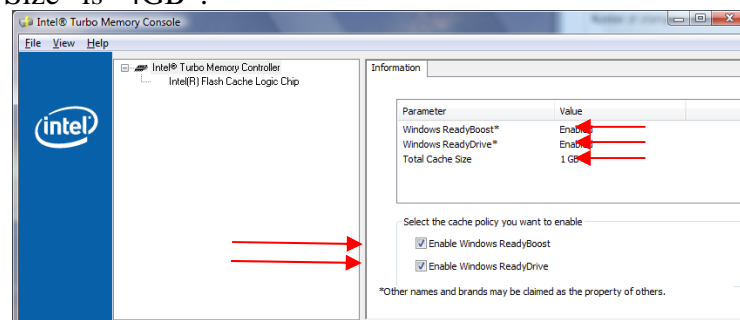 Size" is "4GB".
Intel® Turbo Memory Console
File View Help
Intel® Turbo Memory Controller
Intel(R) Flash Cache Logic Chip
intel
Information
Parameter Value
Windows ReadyBoost* Enabled
Windows ReadyDrive* Enabled
Total Cache Size 1 GB
Select the cache policy you want to enable
Enable Windows ReadyBoost
Enable Windows ReadyDrive
*Other names and brands may be claimed as the property of others.